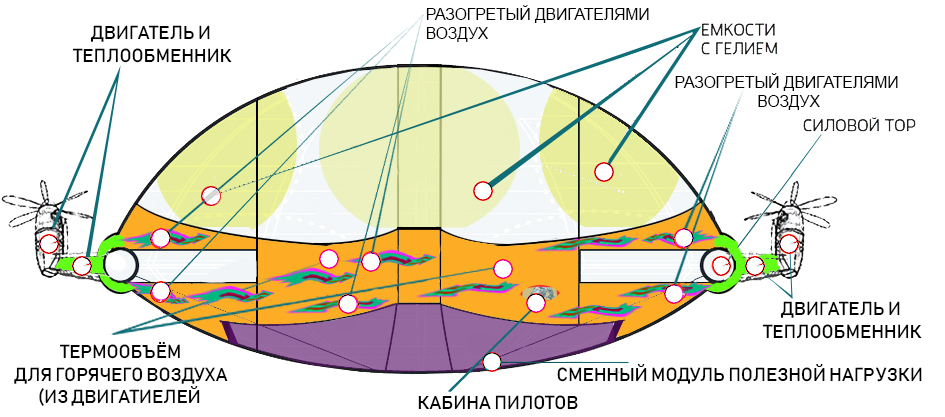 ДВИГАТЕЛЬ И
ТЕПЛООБМЕННИК
РАЗОГРЕТЫЙ ДВИГАТЕЛЯМИ
ВОЗДУХ
ЕМКОСТИ
С ГЕЛИЕМ
РАЗОГРЕТЫЙ ДВИГАТЕЛЯМИ
ВОЗДУХ
СИЛОВОЙ ТОР
ДВИГАТЕЛЬ И
ТЕПЛООБМЕННИК
ТЕРМООБЪЁМ
ДЛЯ ГОРЯЧЕГО ВОЗДУХА
(ИЗ ДВИГАТИЕЛЕЙ
СМЕННЫЙ МОДУЛЬ ПОЛЕЗНОЙ НАГРУЗКИ
КАБИНА ПИЛОТОВ